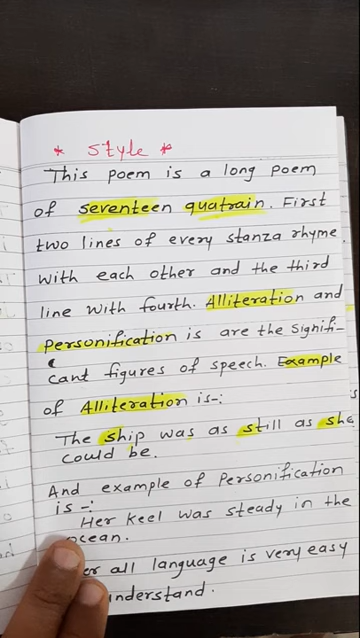 * Style *
This poem is a long poem
of seventeen quatrain. First
two lines of every stanza rhyme
with each other and the third
line with fourth. Alliteration and
Personification is are the signifi-
cant figures of speech. Example
of Alliteration is-:
The ship was as still as she
could be.
And example of Personification
is -:
Her keel was steady in the
ocean.
all language is very easy
understand.